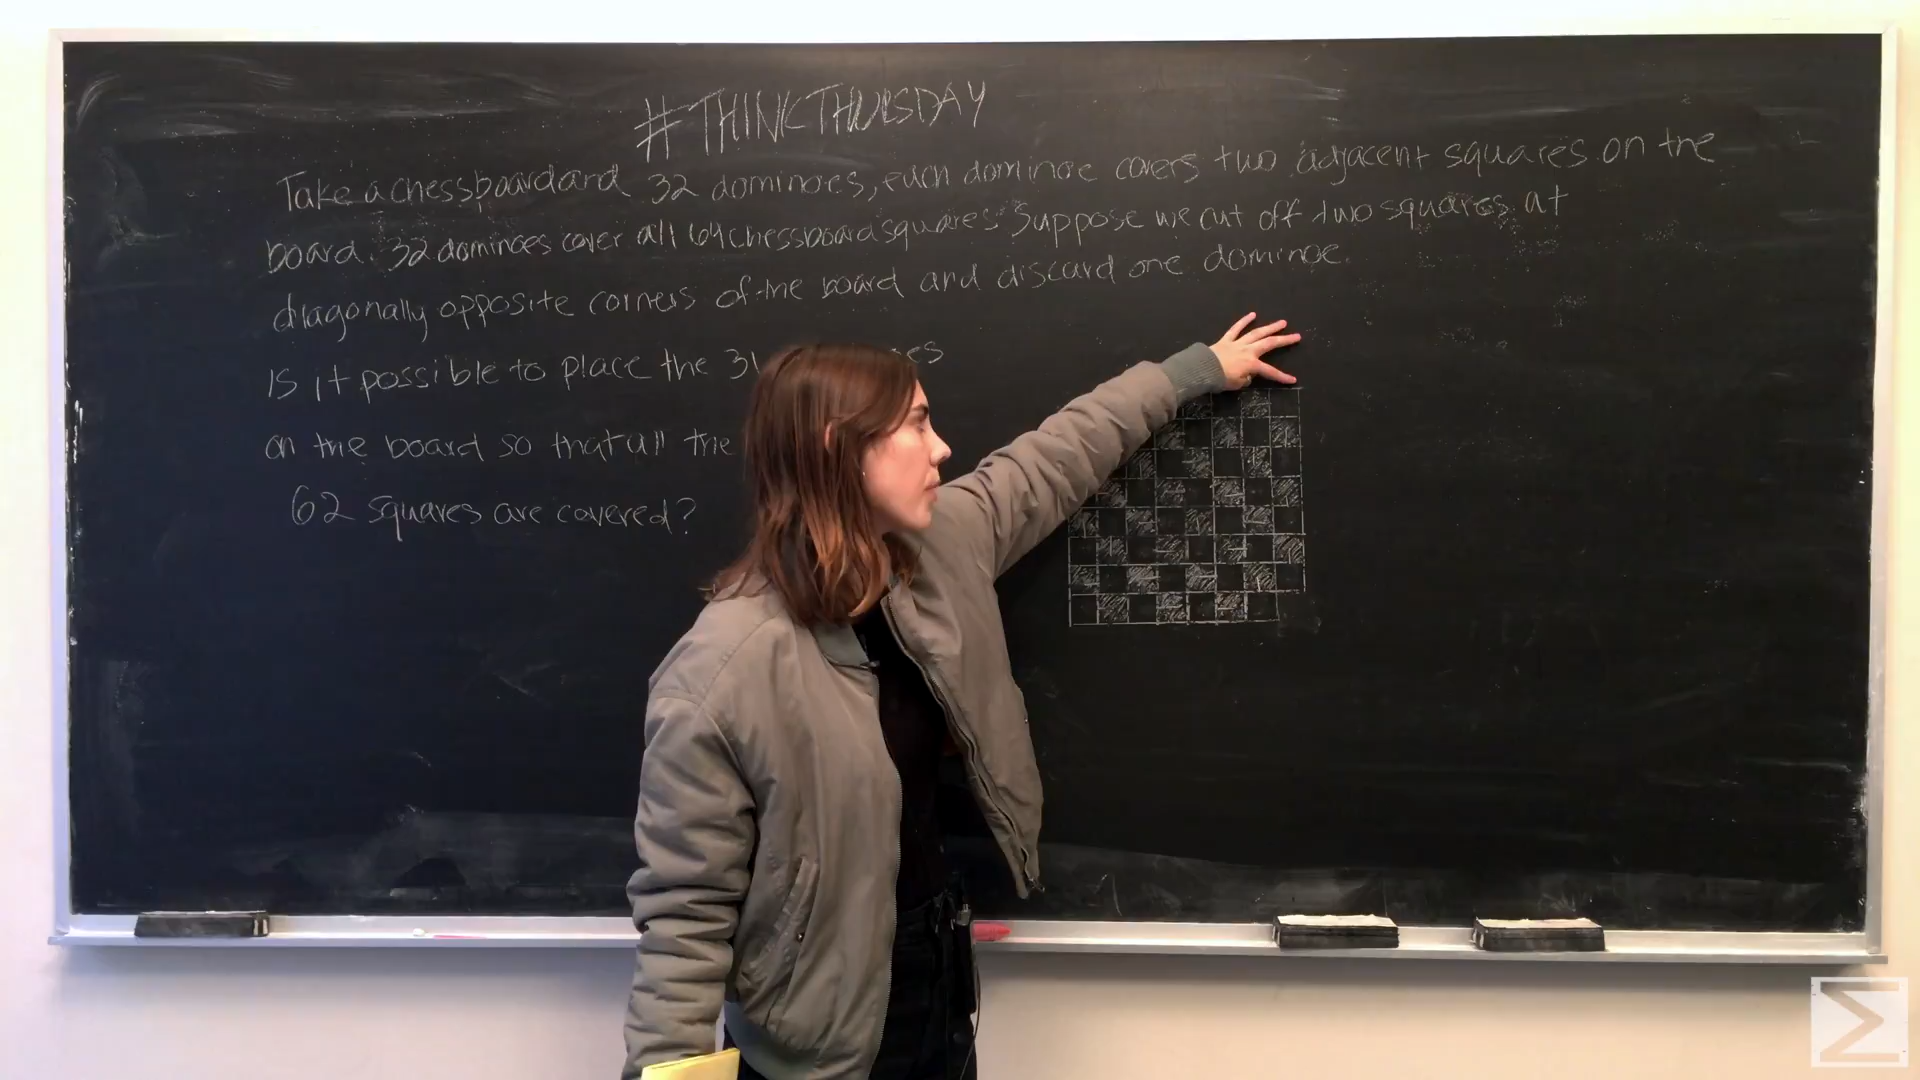 #THINKTHURSDAY
Take a chessboard and 32 dominoes, each dominoe covers two adjacent squares on the
board. 32 dominoes cover all 64 chessboard squares. Suppose we cut off two squares at
diagonally opposite corners of the board and discard one dominoe.
Is it possible to place the 31
on the board so that all the
62 squares are covered?
Σ